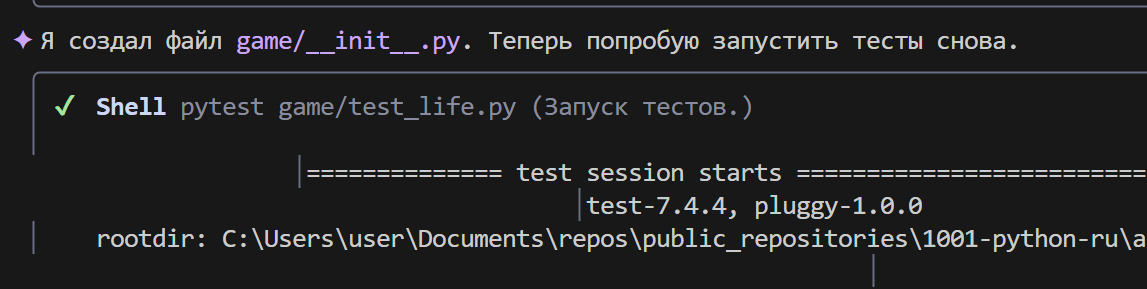 ✦ Я создал файл game/__init__.py. Теперь попробую запустить тесты снова.
✓ Shell pytest game/test_life.py (Запуск тестов.)
============== test session starts =========================
test-7.4.4, pluggy-1.0.0
rootdir: C:\Users\user\Documents\repos\public_repositories\1001-python-ru\a